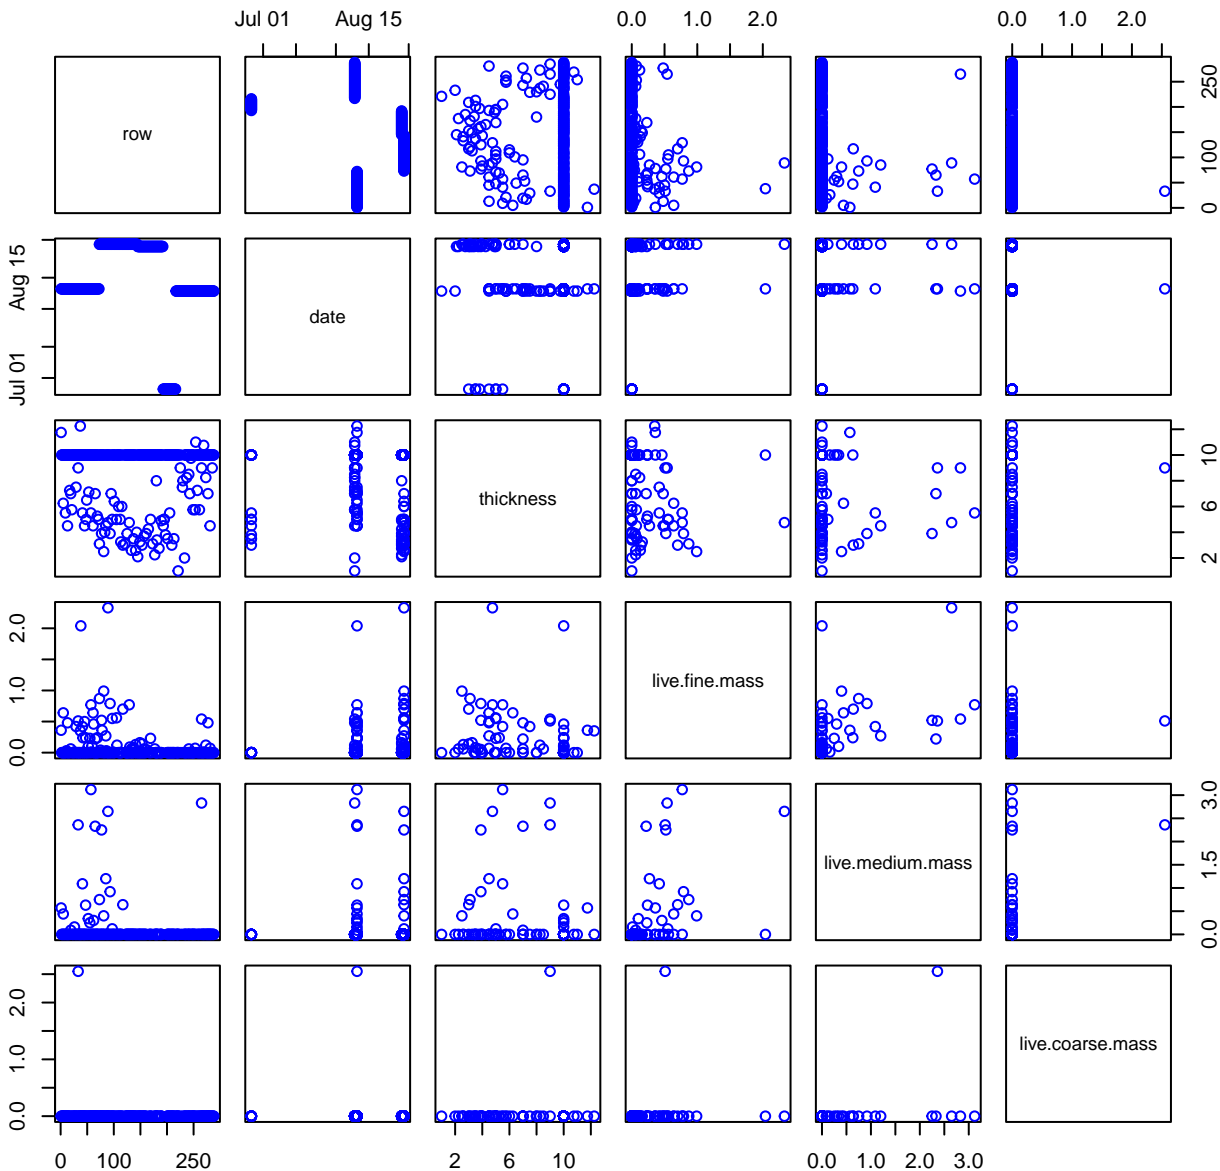 Jul 01 Aug 15 0.0 1.0 2.0 0.0 1.0 2.0
row
0 100 250
Jul 01 Aug 15
date
thickness
2 6 10
0.0 1.0 2.0
live.fine.mass
live.medium.mass
0.0 1.5 3.0
0.0 1.0 2.0
live.coarse.mass
0 100 250 2 6 10 0.0 1.0 2.0 3.0